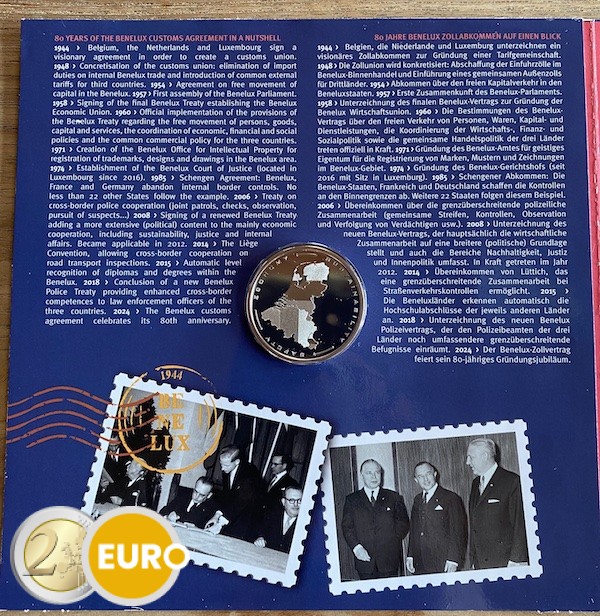 80 YEARS OF THE BENELUX CUSTOMS AGREEMENT IN A NUTSHELL
1944 > Belgium, the Netherlands and Luxembourg sign a
visionary agreement in order to create a customs union.
1948 > Concretisation of the customs union: elimination of import
duties on internal Benelux trade and introduction of common external
tariffs for third countries. 1954 > Agreement on free movement of
capital in the Benelux. 1957 > First assembly of the Benelux Parliament.
1958 > Signing of the final Benelux Treaty establishing the Benelux
Economic Union. 1960 > Official implementation of the provisions of
the Benelux Treaty regarding the free movement of persons, goods,
capital and services, the coordination of economic, financial and social
policies and the common commercial policy for the three countries.
1971 > Creation of the Benelux Office for Intellectual Property for
registration of trademarks, designs and drawings in the Benelux area.
1974 > Establishment of the Benelux Court of Justice (located in
Luxembourg since 2016). 1985 > Schengen Agreement: Benelux,
France and Germany abandon internal border controls. No
less than 22 other States follow the example. 2006 > Treaty on
cross-border police cooperation (joint patrols, checks, observation,
pursuit of suspects...) 2008 > Signing of a renewed Benelux Treaty
adding a more extensive (political) content to the mainly economic
cooperation, including sustainability, justice and internal
affairs. Became applicable in 2012. 2014 > The Liège
Convention, allowing cross-border cooperation on
road transport inspections. 2015 > Automatic level
recognition of diplomas and degrees within the
Benelux. 2018 > Conclusion of a new Benelux
Police Treaty providing enhanced cross-border
competences to law enforcement officers of the
three countries. 2024 > The Benelux customs
agreement celebrates its 80th anniversary.
80 JAHRE BENELUX ZOLLABKOMMEN AUF EINEN BLICK
1944 > Belgien, die Niederlande und Luxemburg unterzeichnen ein
visionäres Zollabkommen zur Gründung einer Tarifgemeinschaft.
1948 > Die Zollunion wird konkretisiert: Abschaffung der Einfuhrzölle im
Benelux-Binnenhandel und Einführung eines gemeinsamen Außenzolls
für Drittländer. 1954 > Abkommen über den freien Kapitalverkehr in den
Beneluxstaaten. 1957 > Erste Zusammenkunft des Benelux-Parlaments.
1958 > Unterzeichnung des finalen Benelux-Vertrags zur Gründung der
Benelux Wirtschaftsunion. 1960 > Die Bestimmungen des Benelux-
Vertrags über den freien Verkehr von Personen, Waren, Kapital- und
Dienstleistungen, die Koordinierung der Wirtschafts-, Finanz- und
Sozialpolitik sowie die gemeinsame Handelspolitik der drei Länder
treten offiziell in Kraft. 1971 > Gründung des Benelux-Amtes für geistiges
Eigentum für die Registrierung von Marken, Mustern und Zeichnungen
im Benelux-Gebiet. 1974 > Gründung des Benelux-Gerichtshofs (seit
2016 mit Sitz in Luxemburg). 1985 > Schengener Abkommen: Die
Benelux-Staaten, Frankreich und Deutschland schaffen die Kontrollen
an den Binnengrenzen ab. Weitere 22 Staaten folgen diesem Beispiel.
2006 > Übereinkommen über die grenzüberschreitende polizeiliche
Zusammenarbeit (gemeinsame Streifen, Kontrollen, Observation
und Verfolgung von Verdächtigen usw.). 2008 > Unterzeichnung des
neuen Benelux-Vertrags, der hauptsächlich die wirtschaftliche
Zusammenarbeit auf eine breitere (politische) Grundlage
stellt und auch die Bereiche Nachhaltigkeit, Justiz
und Innenpolitik umfasst. In Kraft getreten im Jahr
2012. 2014 > Übereinkommen von Lüttich, das
eine grenzüberschreitende Zusammenarbeit bei
Straßenverkehrskontrollen ermöglicht. 2015 >
Die Beneluxländer erkennen automatisch die
Hochschulabschlüsse der jeweils anderen Länder
an. 2018 > Unterzeichnung des neuen Benelux
Polizeivertrags, der den Polizeibeamten der drei
Länder noch umfassendere grenzüberschreitende
Befugnisse einräumt. 2024 > Der Benelux-Zollvertrag
feiert sein 80-jähriges Gründungsjubiläum.
1944
BE
NE
LUX
2
EURO